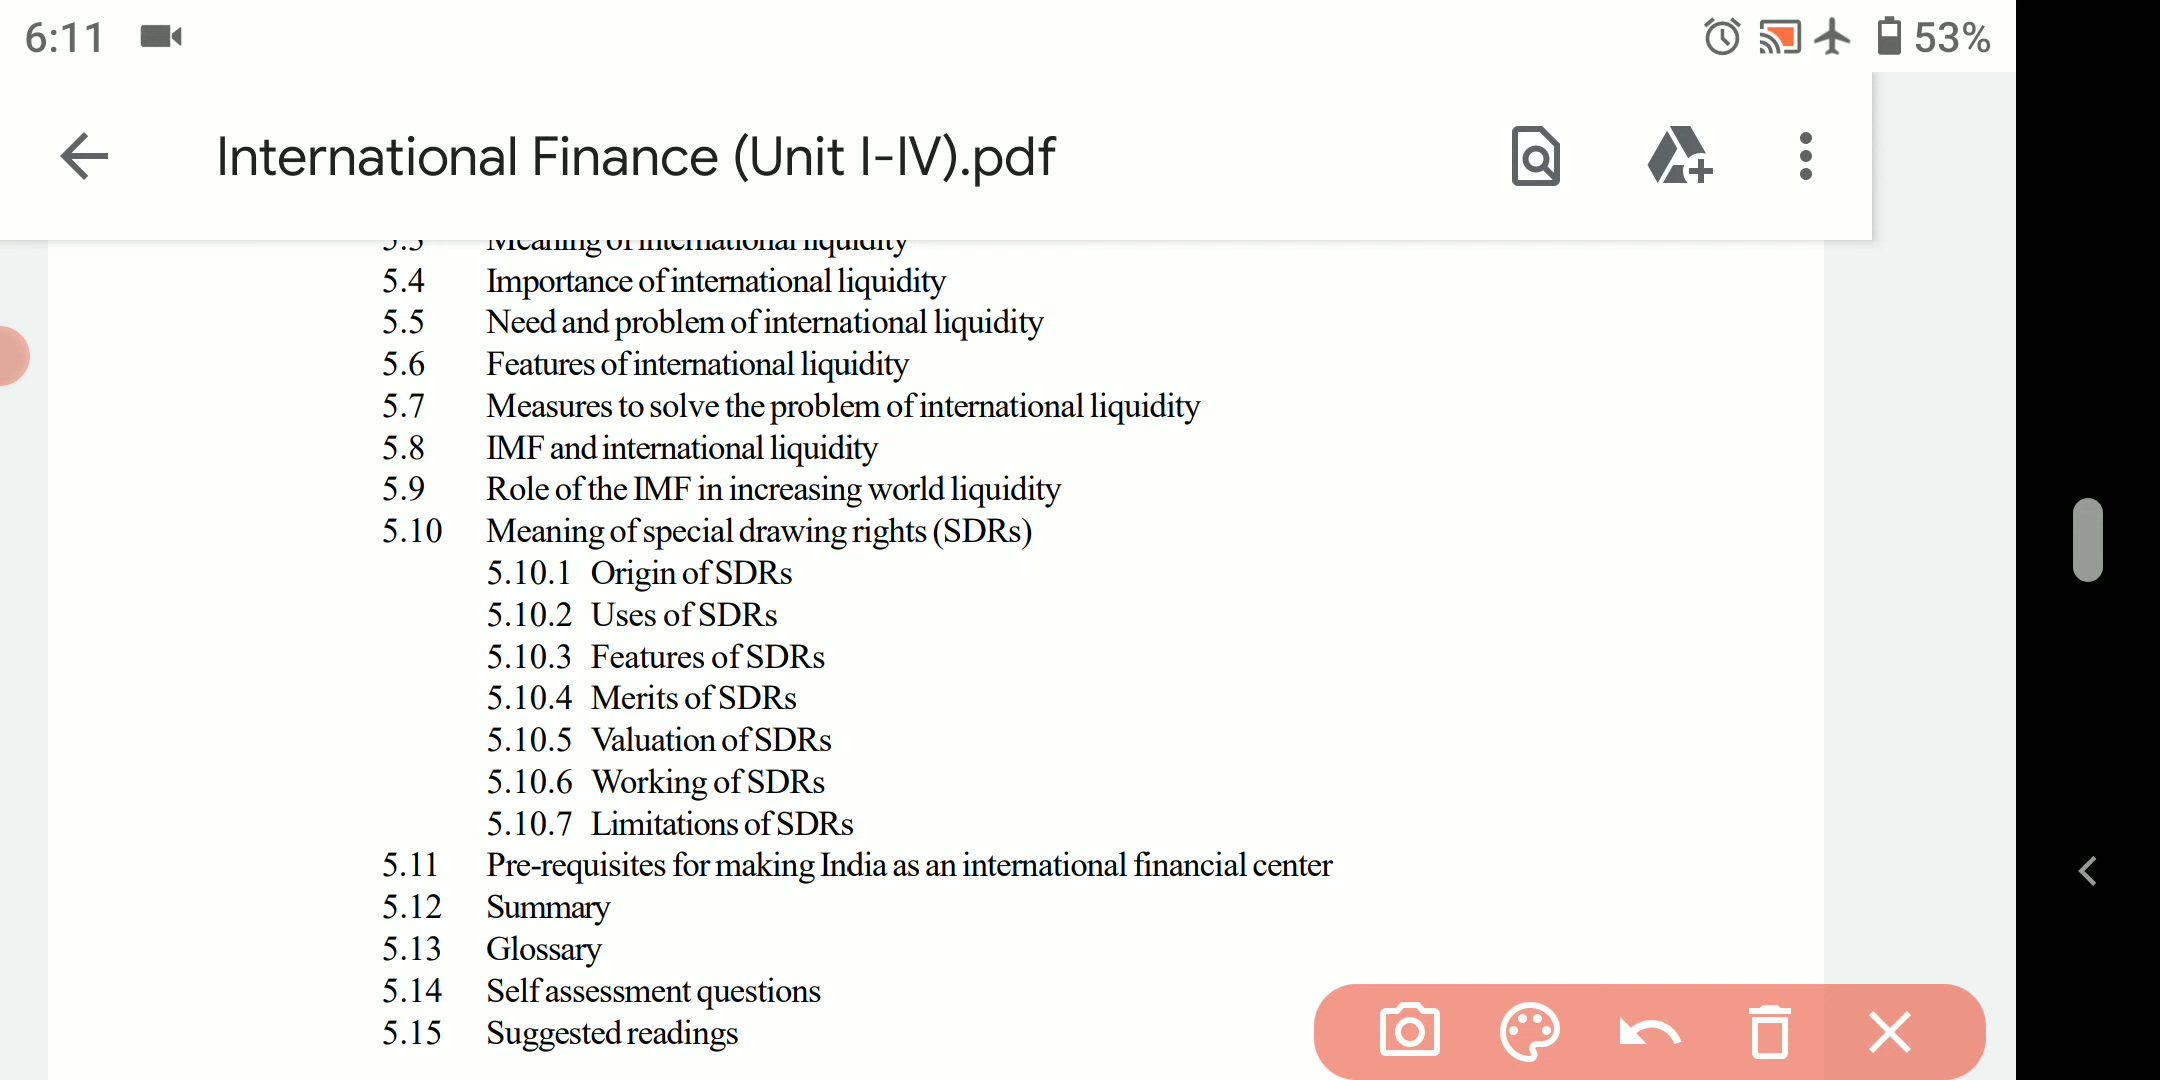 6:11
53%
International Finance (Unit I-IV).pdf
5.3 Meaning of international liquidity
5.4 Importance of international liquidity
5.5 Need and problem of international liquidity
5.6 Features of international liquidity
5.7 Measures to solve the problem of international liquidity
5.8 IMF and international liquidity
5.9 Role of the IMF in increasing world liquidity
5.10 Meaning of special drawing rights (SDRs)
5.10.1 Origin of SDRs
5.10.2 Uses of SDRs
5.10.3 Features of SDRs
5.10.4 Merits of SDRs
5.10.5 Valuation of SDRs
5.10.6 Working of SDRs
5.10.7 Limitations of SDRs
5.11 Pre-requisites for making India as an international financial center
5.12 Summary
5.13 Glossary
5.14 Self assessment questions
5.15 Suggested readings